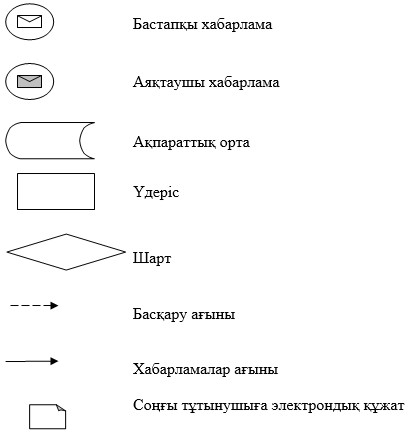 Бастапқы хабарлама
Аяқтаушы хабарлама
Ақпараттық орта
Үдеріс
Шарт
Басқару ағыны
Хабарламалар ағыны
Соңғы тұтынушыға электрондық құжат